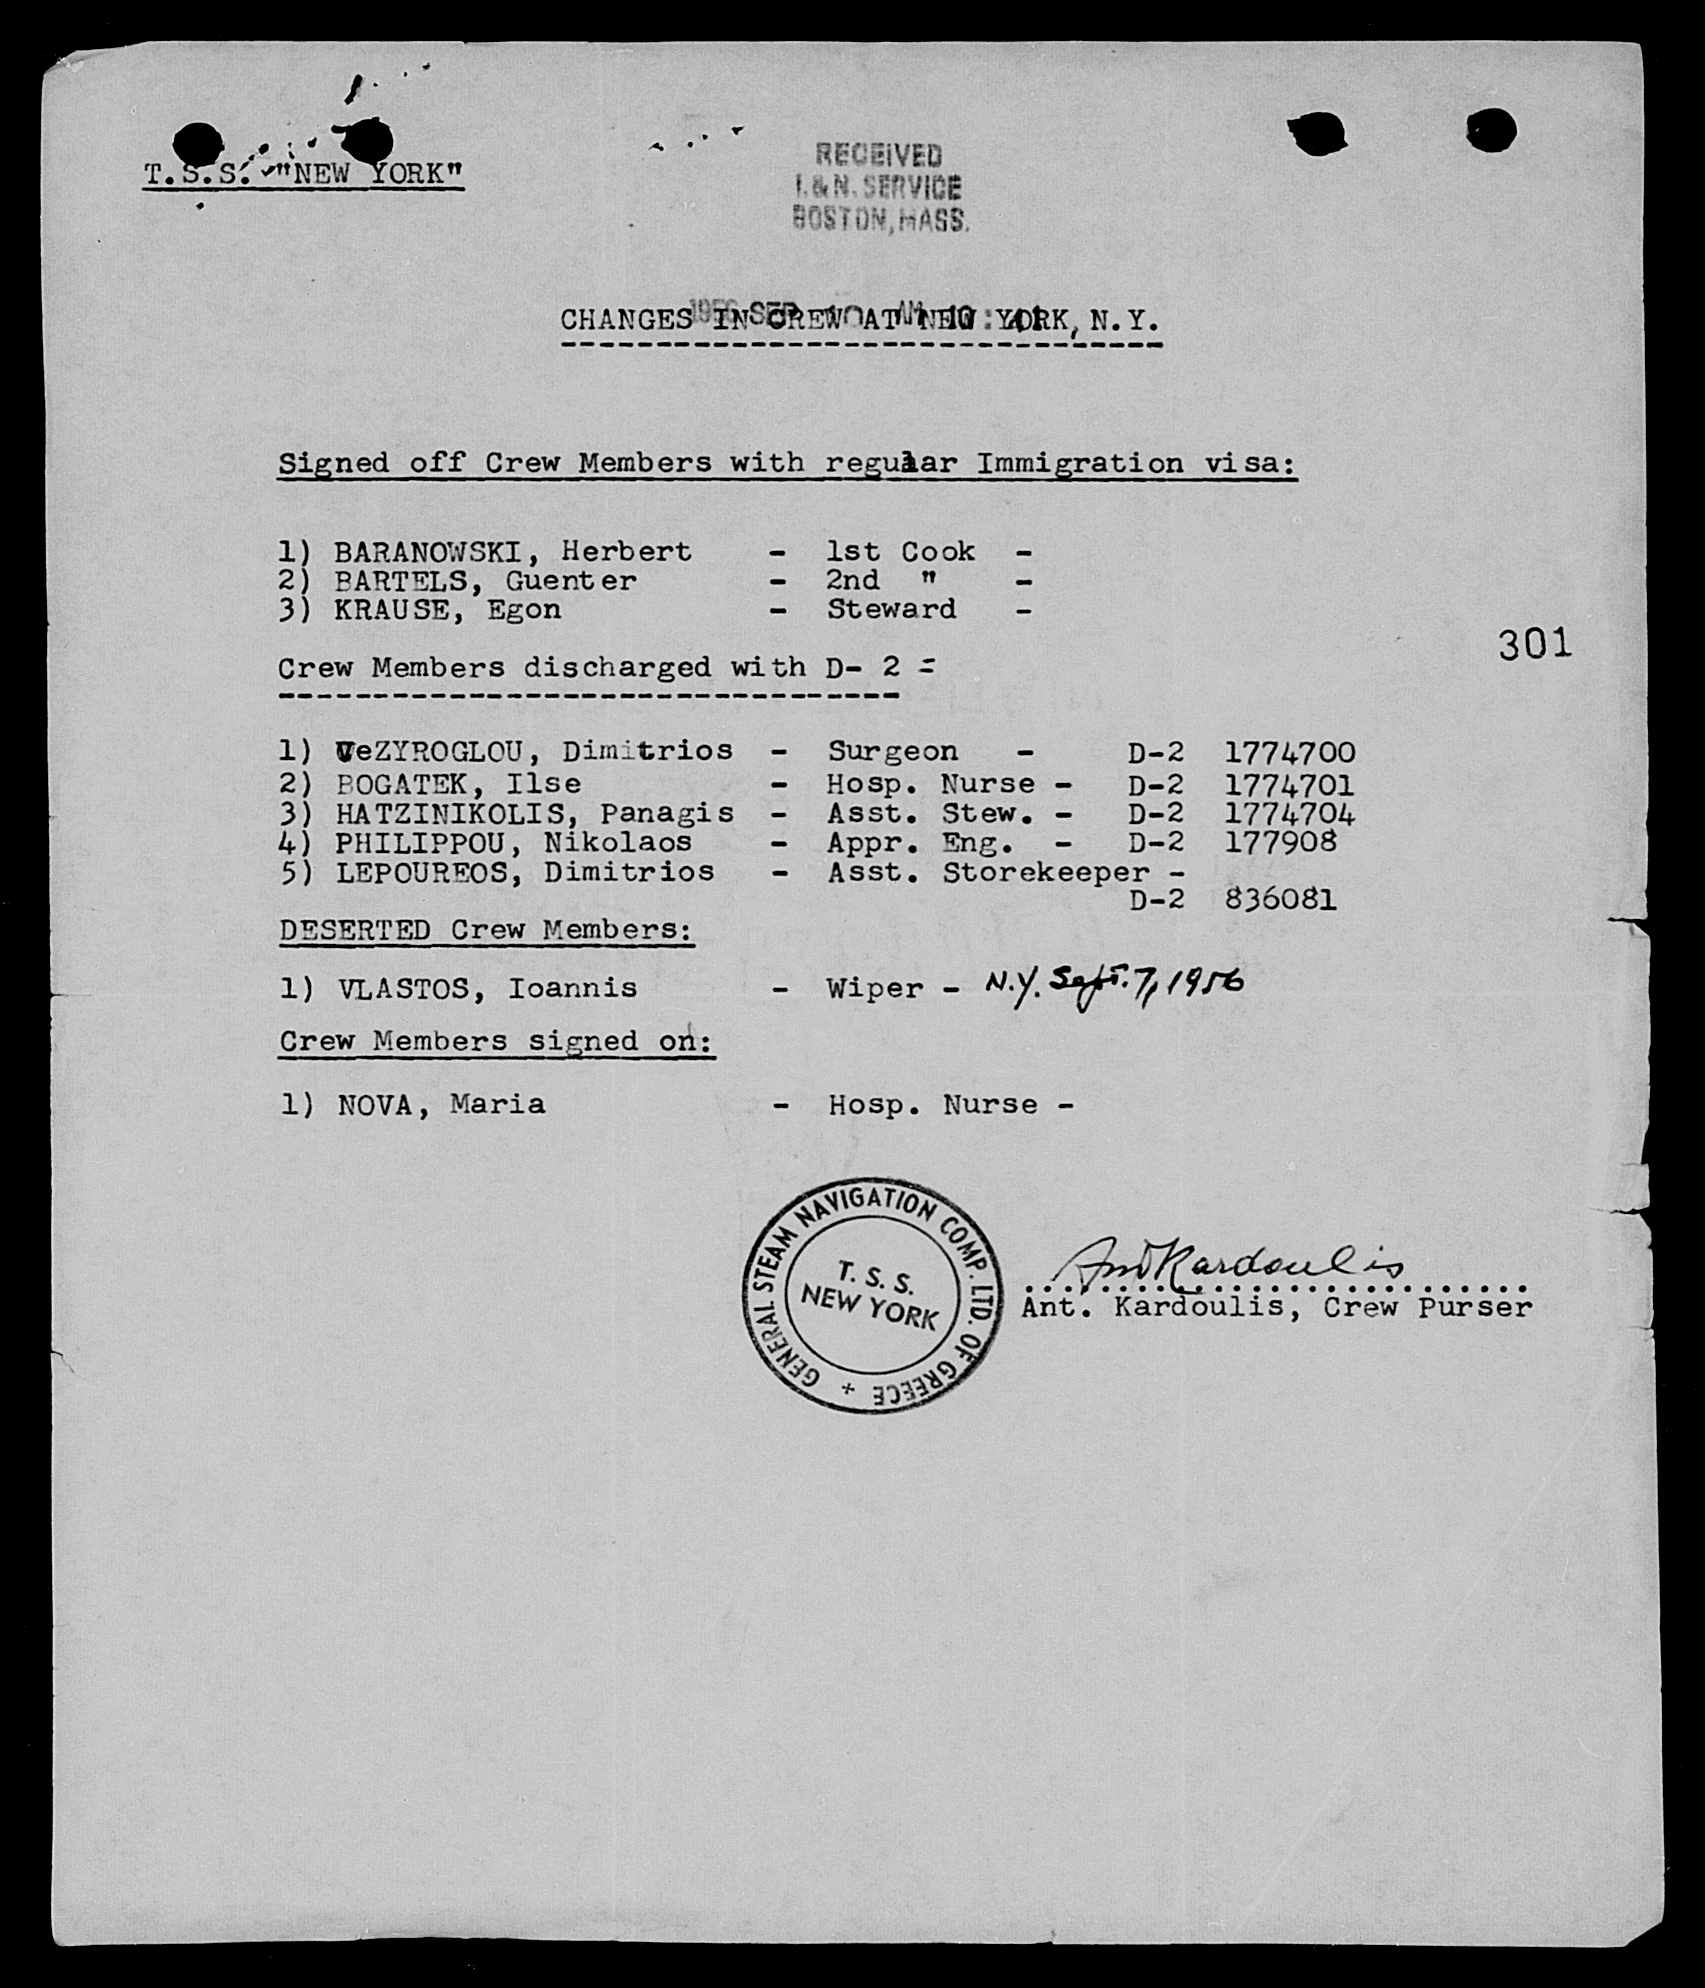 T.S.S. "NEW YORK"
RECEIVED
I.&N. SERVICE
BOSTON, MASS.
1956 SEP 10 AM 10:
CHANGES IN CREW AT NEW YORK, N.Y.
Signed off Crew Members with regular Immigration visa:
1) BARANOWSKI, Herbert - 1st Cook -
2) BARTELS, Guenter - 2nd " -
3) KRAUSE, Egon - Steward -
301
Crew Members discharged with D- 2 =
1) VeZYROGLOU, Dimitrios - Surgeon - D-2 1774700
2) BOGATEK, Ilse - Hosp. Nurse - D-2 1774701
3) HATZINIKOLIS, Panagis - Asst. Stew. - D-2 1774704
4) PHILIPPOU, Nikolaos - Appr. Eng. - D-2 177908
5) LEPOUREOS, Dimitrios - Asst. Storekeeper -
D-2 836081
DESERTED Crew Members:
1) VLASTOS, Ioannis - Wiper - N.Y. Sept. 7, 1956
Crew Members signed on:
1) NOVA, Maria - Hosp. Nurse -
GENERAL STEAM NAVIGATION COMP. LTD. OF GREECE +
T. S. S.
NEW YORK
Ant Kardoulis
Ant. Kardoulis, Crew Purser